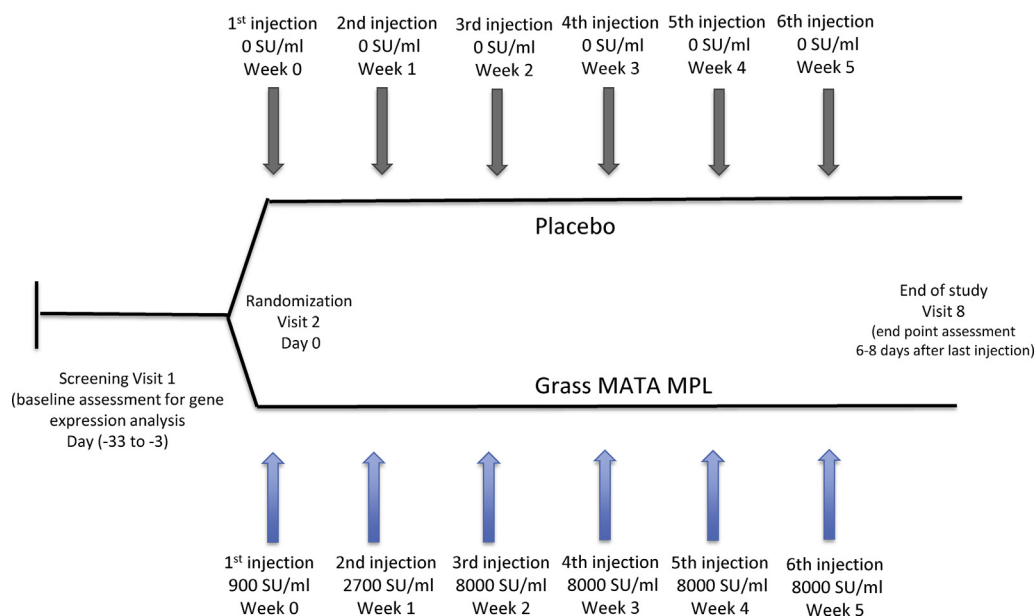 1st injection
0 SU/ml
Week 0
2nd injection
0 SU/ml
Week 1
3rd injection
0 SU/ml
Week 2
4th injection
0 SU/ml
Week 3
5th injection
0 SU/ml
Week 4
6th injection
0 SU/ml
Week 5
Placebo
Randomization
Visit 2
Day 0
End of study
Visit 8
(end point assessment
6-8 days after last injection)
Screening Visit 1
(baseline assessment for gene
expression analysis
Day (-33 to -3)
Grass MATA MPL
1st injection
900 SU/ml
Week 0
2nd injection
2700 SU/ml
Week 1
3rd injection
8000 SU/ml
Week 2
4th injection
8000 SU/ml
Week 3
5th injection
8000 SU/ml
Week 4
6th injection
8000 SU/ml
Week 5